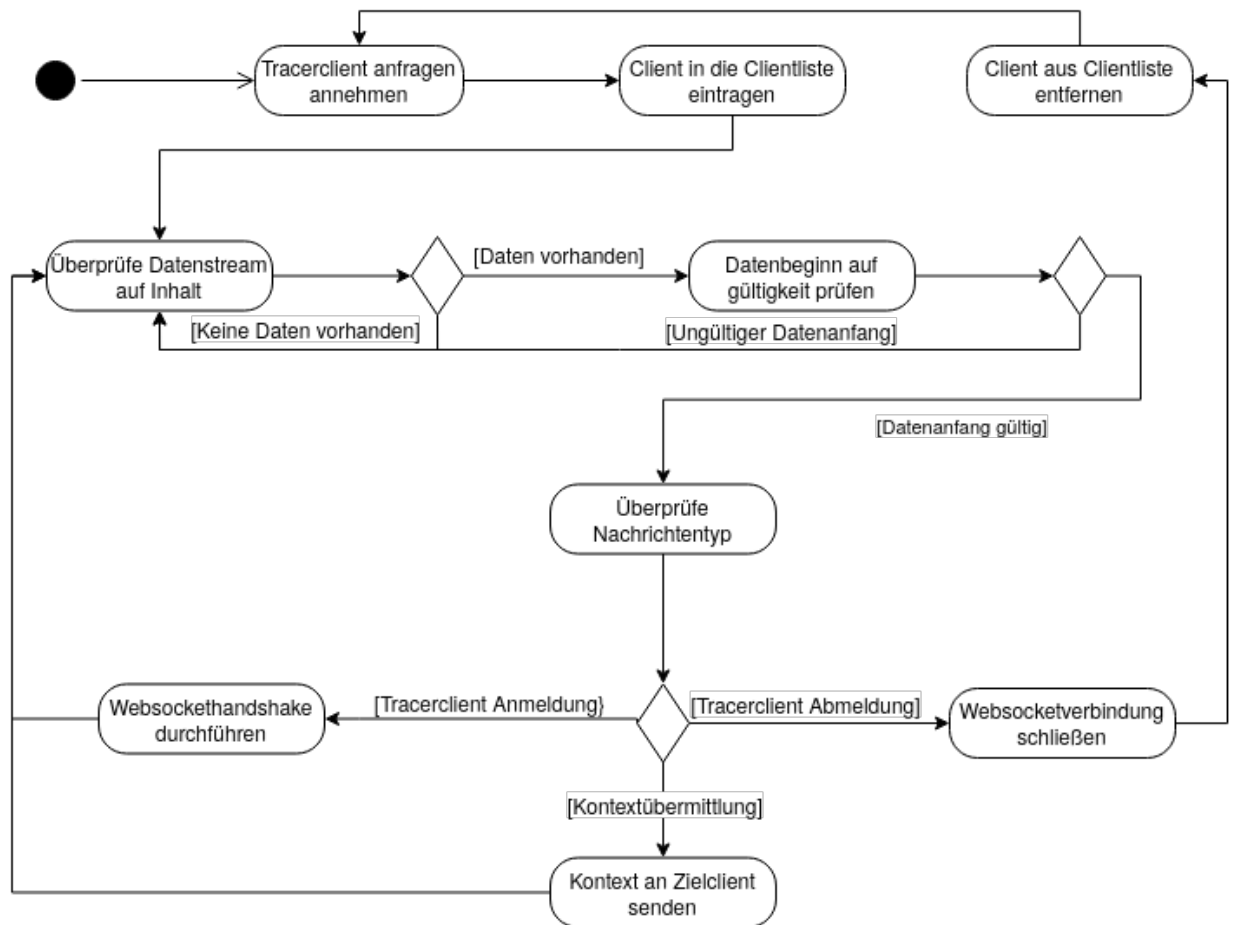 Tracerclient anfragen
annehmen
Client in die Clientliste
eintragen
Client aus Clientliste
entfernen
Überprüfe Datenstream
auf Inhalt
[Daten vorhanden]
Datenbeginn auf
gültigkeit prüfen
[Keine Daten vorhanden]
[Ungültiger Datenanfang]
[Datenanfang gültig]
Überprüfe
Nachrichtentyp
Websockethandshake
durchführen
[Tracerclient Anmeldung}
[Tracerclient Abmeldung]
Websocketverbindung
schließen
[Kontextübermittlung]
Kontext an Zielclient
senden